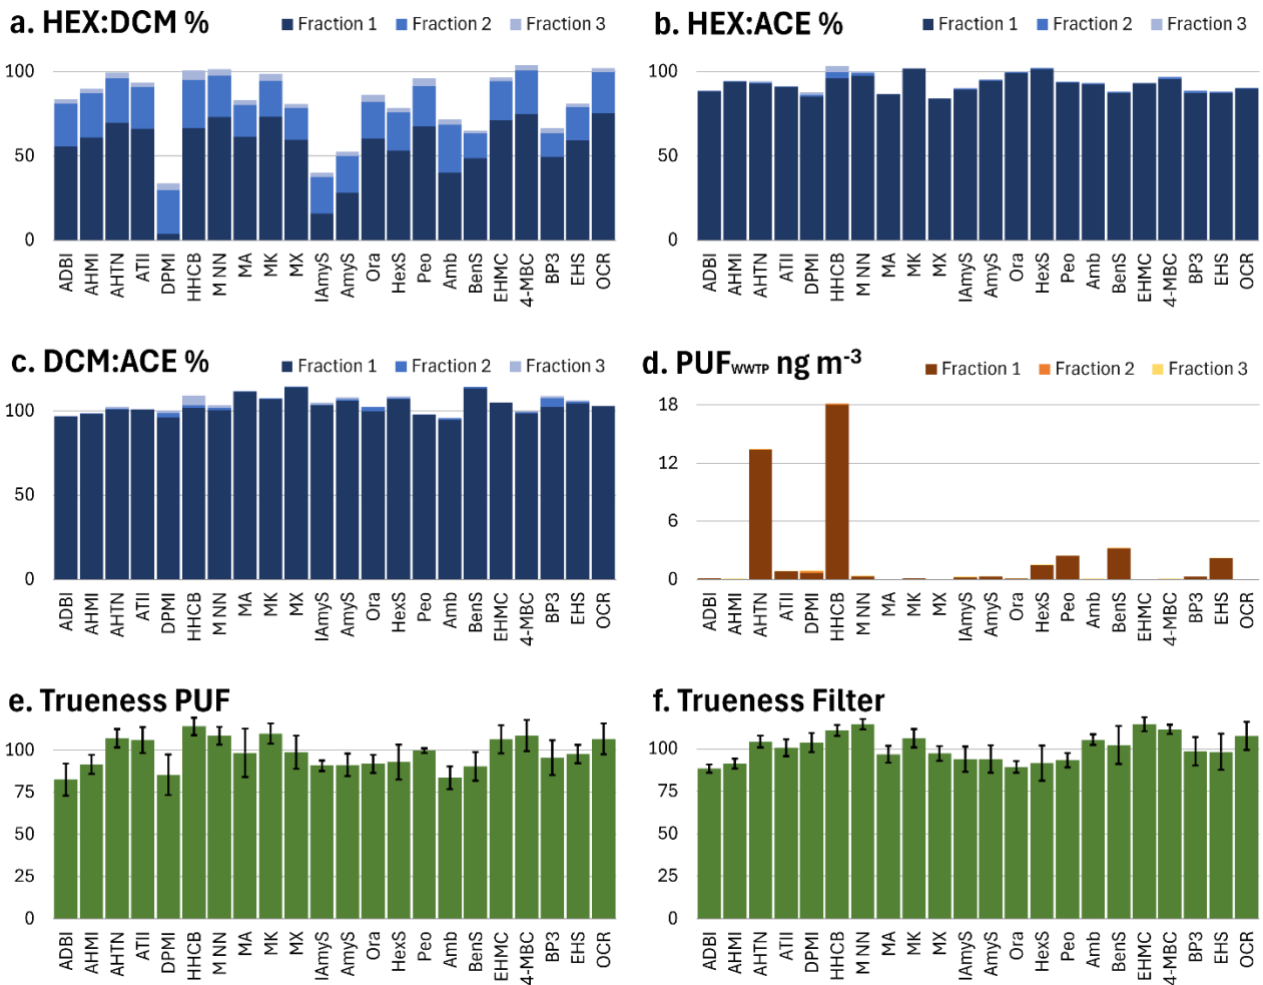 a. HEX:DCM %
Fraction 1 Fraction 2 Fraction 3
100
50
0
ADBI AHMI AHTN ATII DPMI HHCB M NN MA MK MX IAmyS AmyS Ora HexS Peo Amb BenS EHMC 4-MBC BP3 EHS OCR
b. HEX:ACE %
Fraction 1 Fraction 2 Fraction 3
100
50
0
ADBI AHMI AHTN ATII DPMI HHCB M NN MA MK MX IAmyS AmyS Ora HexS Peo Amb BenS EHMC 4-MBC BP3 EHS OCR
c. DCM:ACE %
Fraction 1 Fraction 2 Fraction 3
100
50
0
ADBI AHMI AHTN ATII DPMI HHCB M NN MA MK MX IAmyS AmyS Ora HexS Peo Amb BenS EHMC 4-MBC BP3 EHS OCR
d. PUFWWTP ng m-3
Fraction 1 Fraction 2 Fraction 3
18
12
6
0
ADBI AHMI AHTN ATII DPMI HHCB M NN MA MK MX IAmyS AmyS Ora HexS Peo Amb BenS EHMC 4-MBC BP3 EHS OCR
e. Trueness PUF
100
75
50
25
0
ADBI AHMI AHTN ATII DPMI HHCB M NN MA MK MX IAmyS AmyS Ora HexS Peo Amb BenS EHMC 4-MBC BP3 EHS OCR
f. Trueness Filter
100
75
50
25
0
ADBI AHMI AHTN ATII DPMI HHCB M NN MA MK MX IAmyS AmyS Ora HexS Peo Amb BenS EHMC 4-MBC BP3 EHS OCR